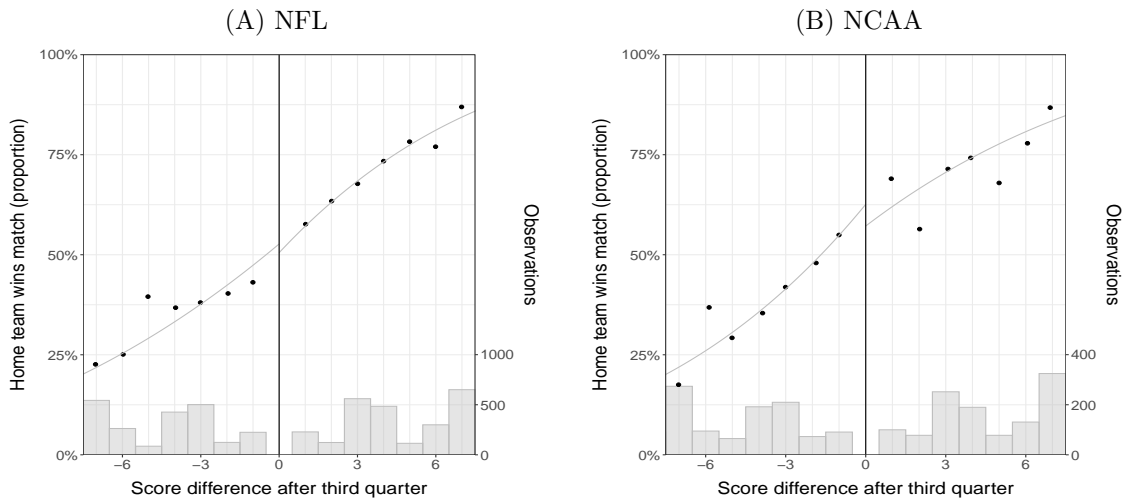 (A) NFL
100%
75%
50%
25%
0%
Home team wins match (proportion)
1000
500
0
Observations
−6 −3 0 3 6
Score difference after third quarter
(B) NCAA
100%
75%
50%
25%
0%
Home team wins match (proportion)
400
200
0
Observations
−6 −3 0 3 6
Score difference after third quarter